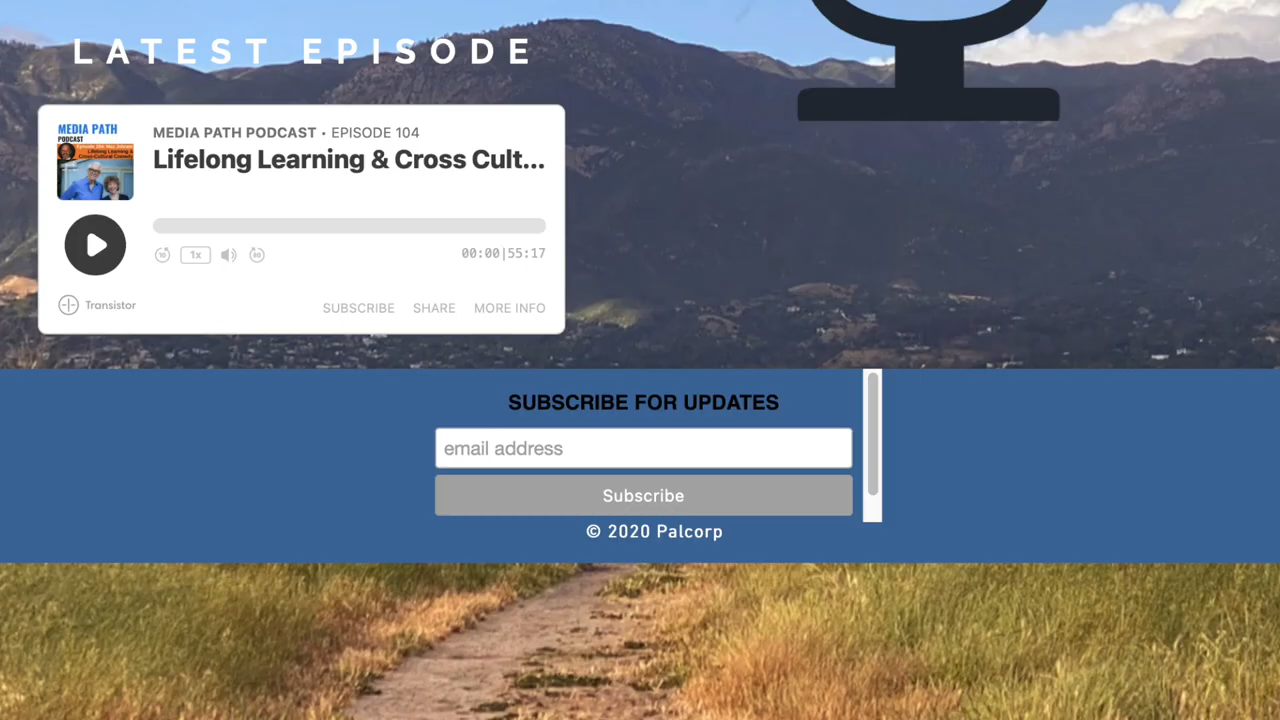 LATEST EPISODE
MEDIA PATH
PODCAST
MEDIA PATH PODCAST • EPISODE 104
Lifelong Learning & Cross Cult...
1x
00:00|55:17
Transistor
SUBSCRIBE SHARE MORE INFO
SUBSCRIBE FOR UPDATES
email address
Subscribe
© 2020 Palcorp